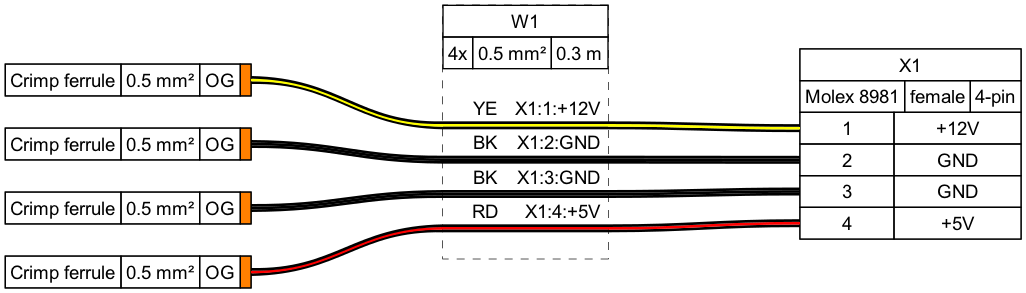 W1
4x 0.5 mm² 0.3 m
X1
Molex 8981 female 4-pin
Crimp ferrule 0.5 mm² OG
YE X1:1:+12V
1 +12V
Crimp ferrule 0.5 mm² OG
BK X1:2:GND
2 GND
BK X1:3:GND
3 GND
Crimp ferrule 0.5 mm² OG
RD X1:4:+5V
4 +5V
Crimp ferrule 0.5 mm² OG